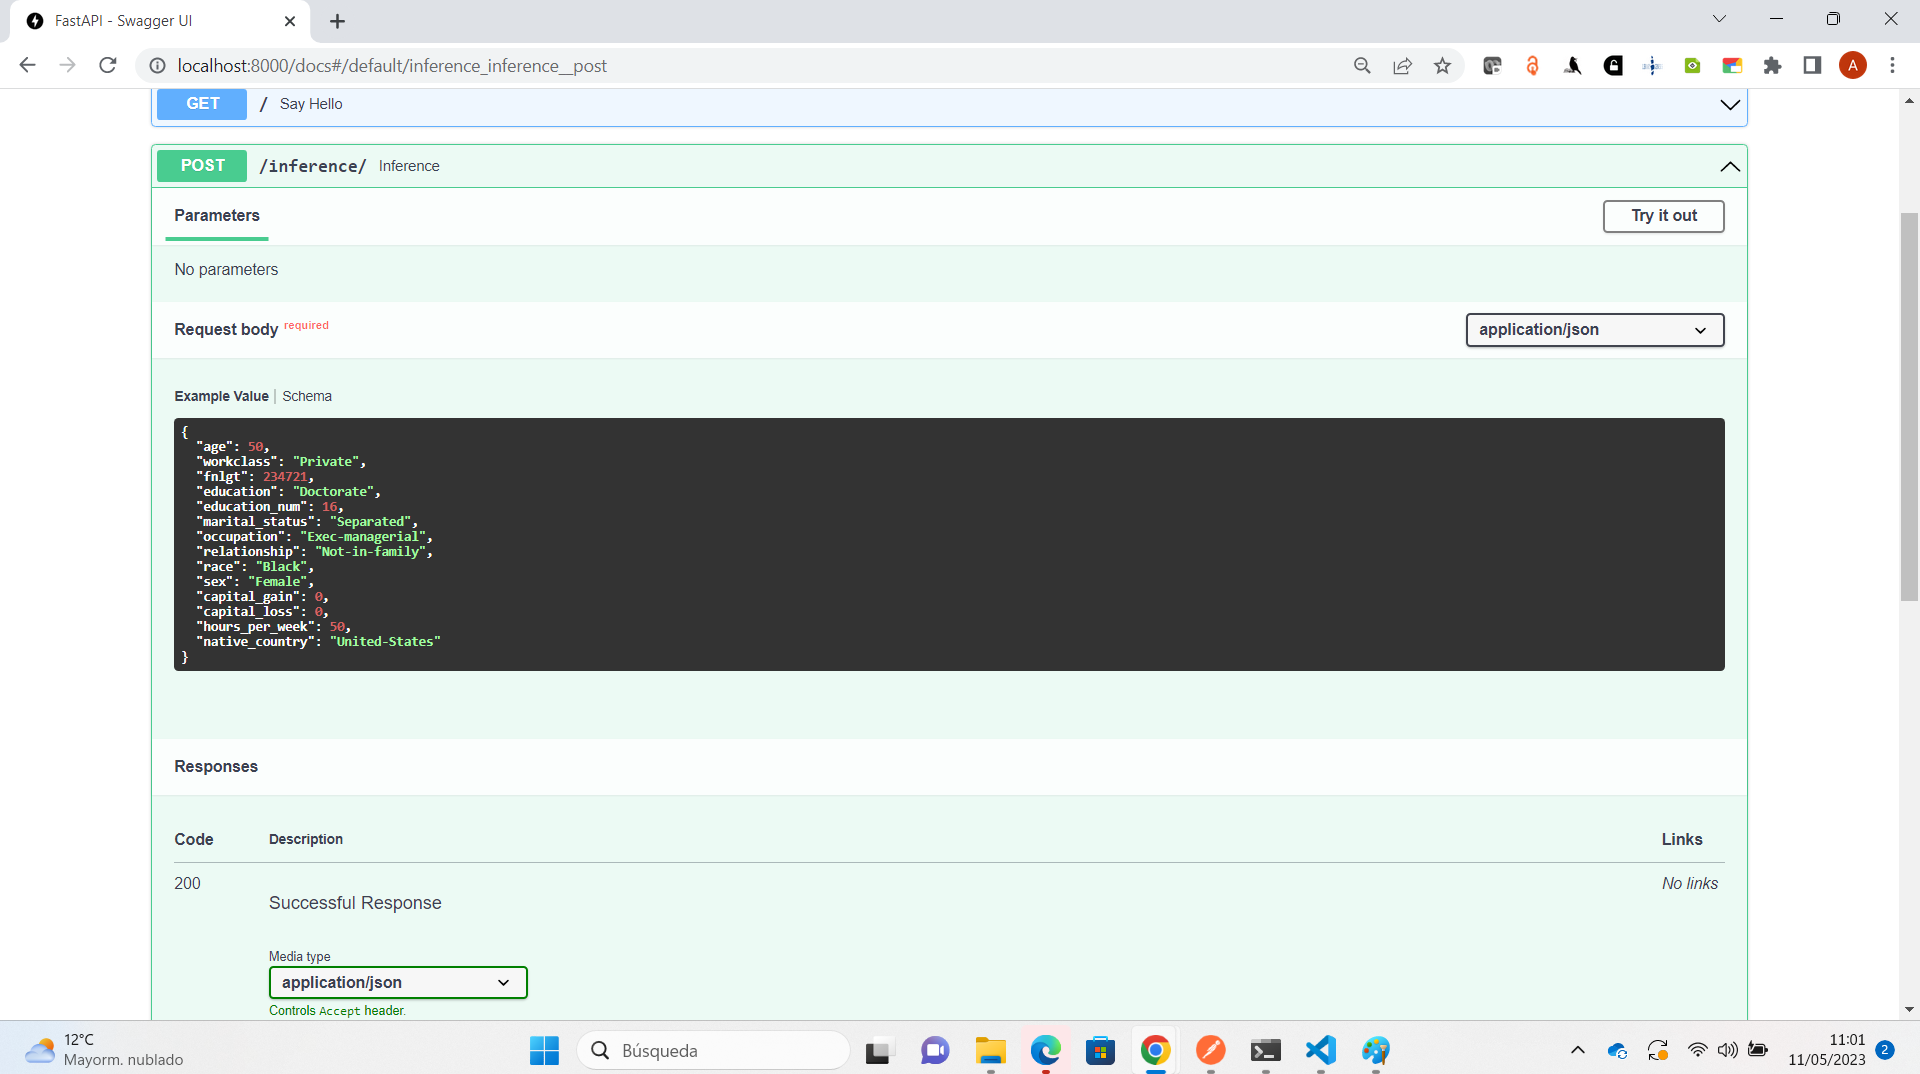 FastAPI - Swagger UI
localhost:8000/docs#/default/inference_inference__post
A
GET / Say Hello
POST /inference/ Inference
Parameters
Try it out
No parameters
Request body required
application/json
Example Value | Schema
{
"age": 50,
"workclass": "Private",
"fnlgt": 234721,
"education": "Doctorate",
"education_num": 16,
"marital_status": "Separated",
"occupation": "Exec-managerial",
"relationship": "Not-in-family",
"race": "Black",
"sex": "Female",
"capital_gain": 0,
"capital_loss": 0,
"hours_per_week": 50,
"native_country": "United-States"
}
Responses
Code Description Links
200 No links
Successful Response
Media type
application/json
Controls Accept header.
12°C
Mayorm. nublado
Búsqueda
11:01
11/05/2023
2